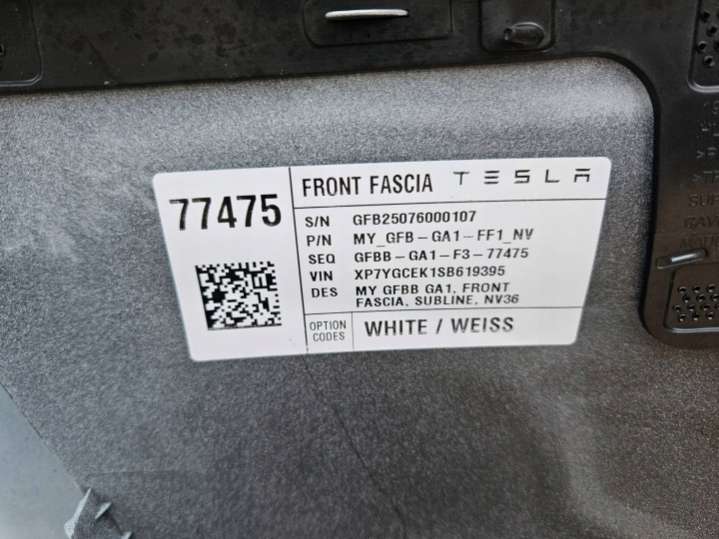 77475
FRONT FASCIA TESLA
S/N GFB25076000107
P/N MY_GFB-GA1-FF1_NV
SEQ GFBB-GA1-F3-77475
VIN XP7YGCEK1SB619395
DES MY GFBB GA1, FRONT
FASCIA, SUBLINE, NV36
OPTION CODES WHITE / WEISS